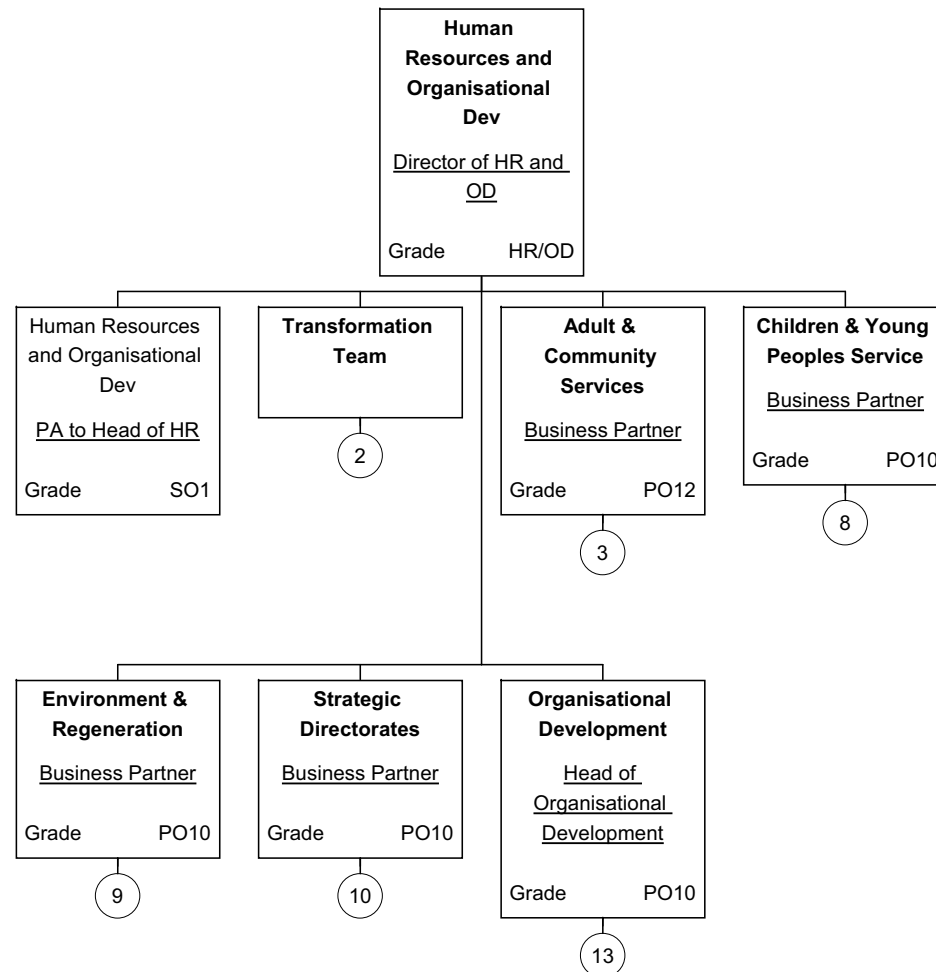 Human
Resources and
Organisational
Dev
Director of HR and
OD
Grade HR/OD
Human Resources
and Organisational
Dev
PA to Head of HR
Grade SO1
Transformation
Team
2
Adult &
Community
Services
Business Partner
Grade PO12
3
Children & Young
Peoples Service
Business Partner
Grade PO10
8
Environment &
Regeneration
Business Partner
Grade PO10
9
Strategic
Directorates
Business Partner
Grade PO10
10
Organisational
Development
Head of
Organisational
Development
Grade PO10
13